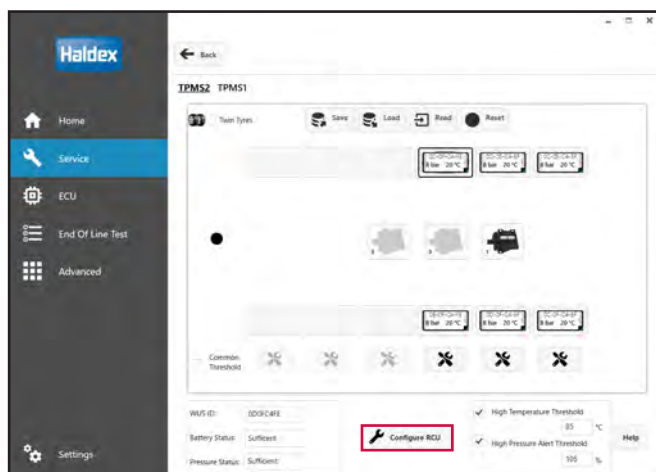 Haldex
Back
TPMS2 TPMS1
Home
Service
ECU
End Of Line Test
Advanced
Settings
Twin Tyres
Save
Load
Read
Reset
8 bar 20 °C
8 bar 20 °C
8 bar 20 °C
8 bar 20 °C
8 bar 20 °C
8 bar 20 °C
Common
Threshold
WUS ID:
Battery Status: Sufficient
Pressure Status: Sufficient
Configure RCU
High Temperature Threshold
85 °C
High Pressure Alert Threshold
105 %
Help